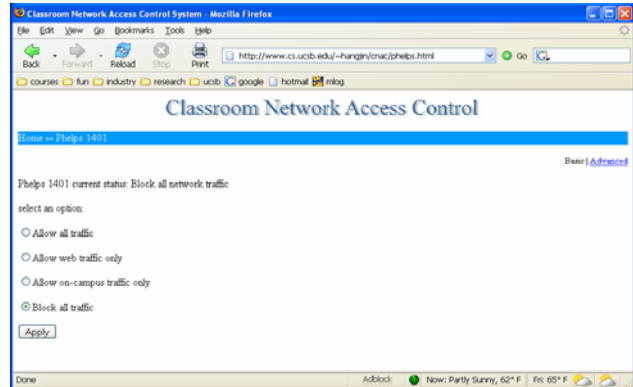 Classroom Network Access Control System - Mozilla Firefox
File Edit View Go Bookmarks Tools Help
Back Forward Reload Stop Print http://www.cs.ucsb.edu/~hangjin/cnac/phelps.html Go
courses fun industry research ucsb google hotmail mlog
Classroom Network Access Control
Home »» Phelps 1401
Basic | Advanced
Phelps 1401 current status: Block all network traffic
select an option:
Allow all traffic
Allow web traffic only
Allow on-campus traffic only
Block all traffic
Apply
Done Adblock Now: Partly Sunny, 62° F Fri: 65° F